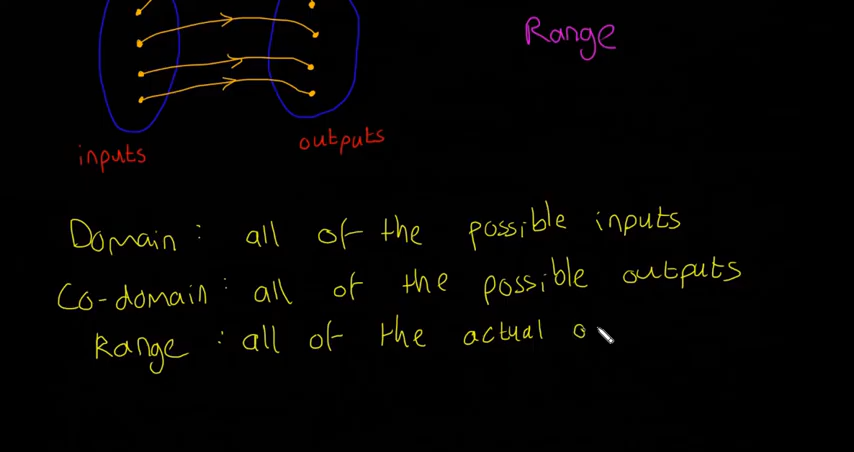 Range
inputs
outputs
Domain : all of the possible inputs
Co-domain : all of the possible outputs
Range : all of the actual o